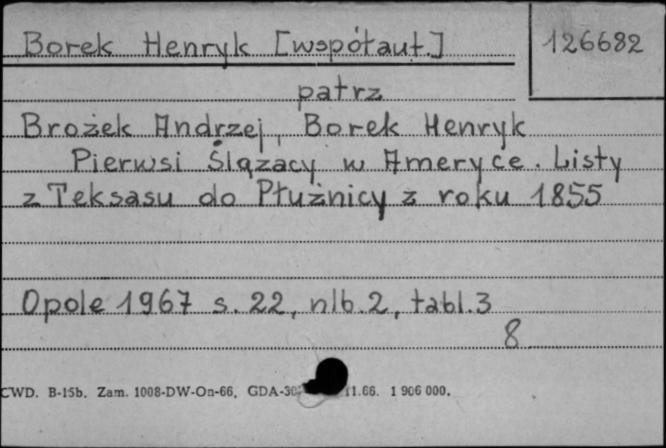 Borek Henryk [współaut.]
126682
patrz
Brożek Andrzej, Borek Henryk
Pierwsi Ślązacy w Ameryce. Listy
z Teksasu do Płużnicy z roku 1855
Opole 1967 s. 22, nlb. 2, tabl. 3
8
CWD. B-15b. Zam. 1008-DW-On-66, GDA-30 11.66. 1 906 000.